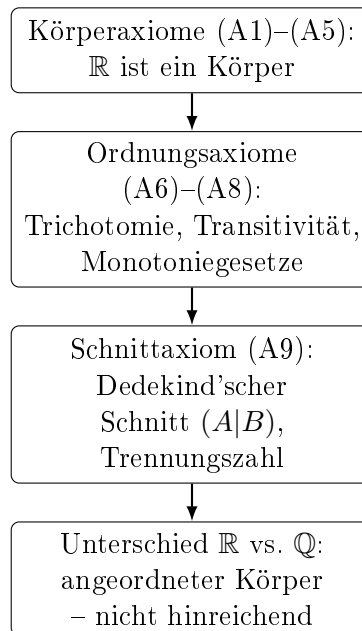 Körperaxiome (A1)–(A5):
ℝ ist ein Körper
Ordnungsaxiome
(A6)–(A8):
Trichotomie, Transitivität,
Monotoniegesetze
Schnittaxiom (A9):
Dedekind'scher
Schnitt (A|B),
Trennungszahl
Unterschied ℝ vs. ℚ:
angeordneter Körper
– nicht hinreichend